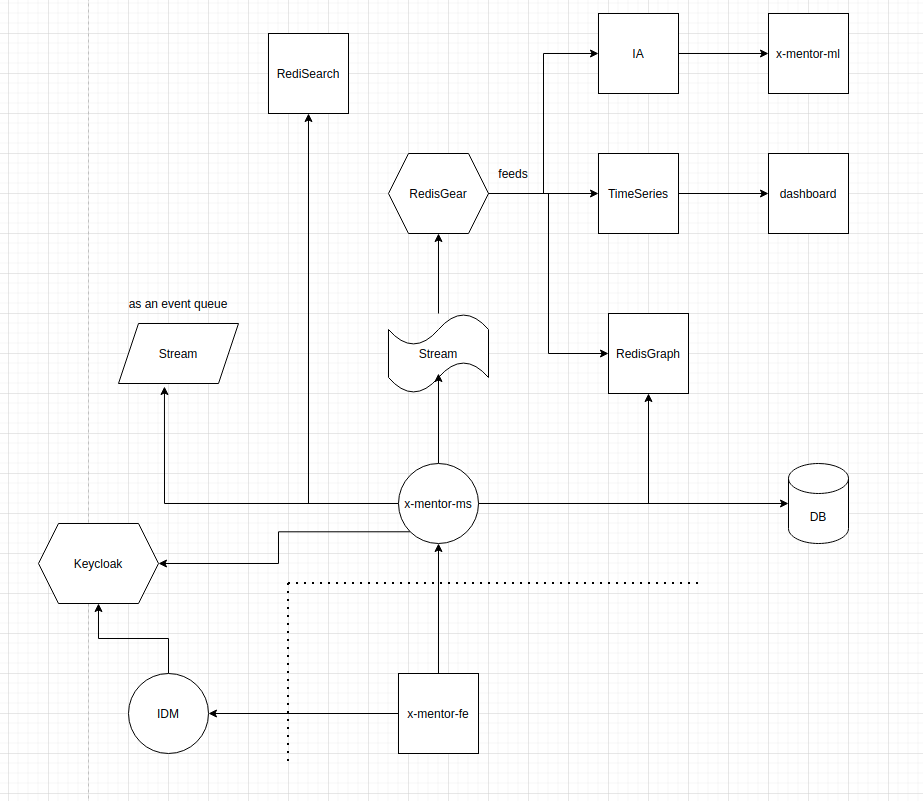 IA
x-mentor-ml
RediSearch
feeds
RedisGear
TimeSeries
dashboard
as an event queue
Stream
Stream
RedisGraph
x-mentor-ms
DB
Keycloak
IDM
x-mentor-fe